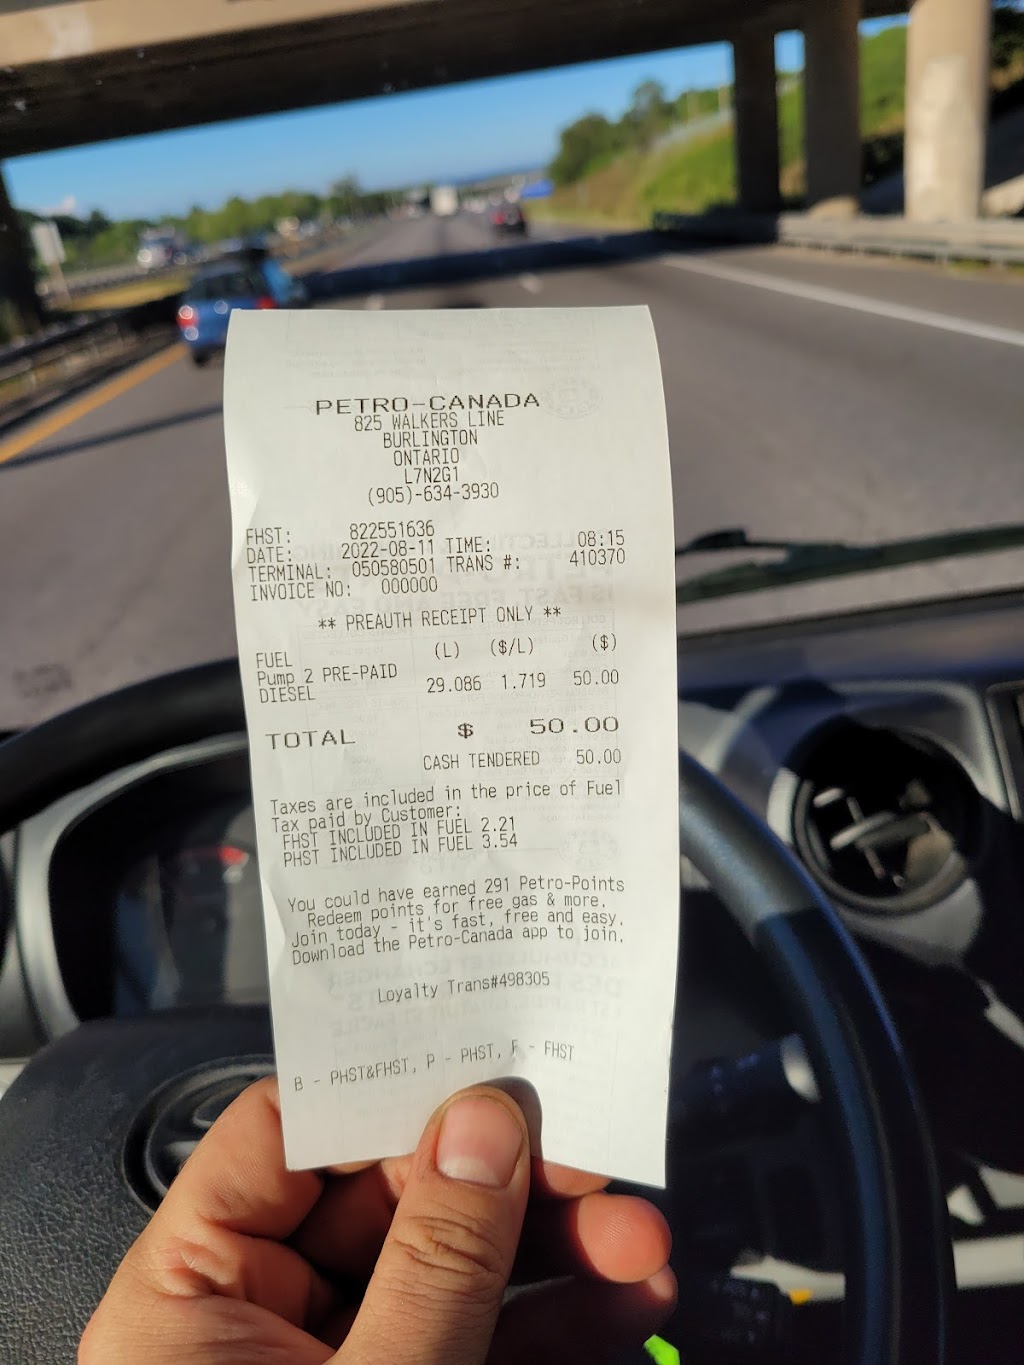 PETRO-CANADA
825 WALKERS LINE
BURLINGTON
ONTARIO
L7N2G1
(905)-634-3930
FHST: 822551636
DATE: 2022-08-11 TIME: 08:15
TERMINAL: 050580501 TRANS #: 410370
INVOICE NO: 000000
** PREAUTH RECEIPT ONLY **
FUEL (L) ($/L) ($)
Pump 2 PRE-PAID
DIESEL 29.086 1.719 50.00
TOTAL $ 50.00
CASH TENDERED 50.00
Taxes are included in the price of Fuel
Tax paid by Customer:
FHST INCLUDED IN FUEL 2.21
PHST INCLUDED IN FUEL 3.54
You could have earned 291 Petro-Points
Redeem points for free gas & more.
Join today - it's fast, free and easy.
Download the Petro-Canada app to join.
Loyalty Trans#498305
B - PHST&FHST, P - PHST, F - FHST